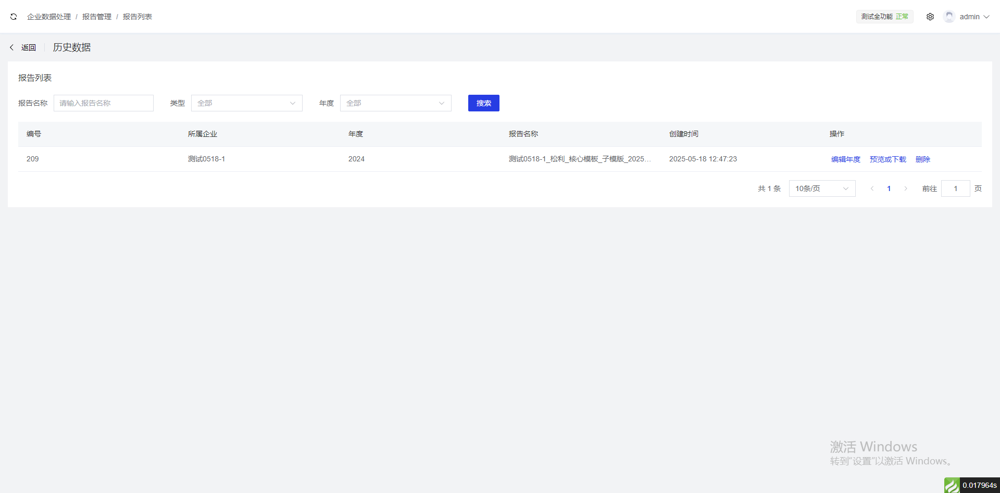 企业数据处理 / 报告管理 / 报告列表
测试全功能 正常
admin
返回
历史数据
报告列表
报告名称 请输入报告名称 类型 全部 年度 全部 搜索
编号 所属企业 年度 报告名称 创建时间 操作
209 测试0518-1 2024 测试0518-1_松利_核心模板_子模版_2025... 2025-05-18 12:47:23 编辑年度 预览或下载 删除
共 1 条 10条/页 1 前往 1 页
激活 Windows
转到“设置”以激活 Windows。
0.017964s